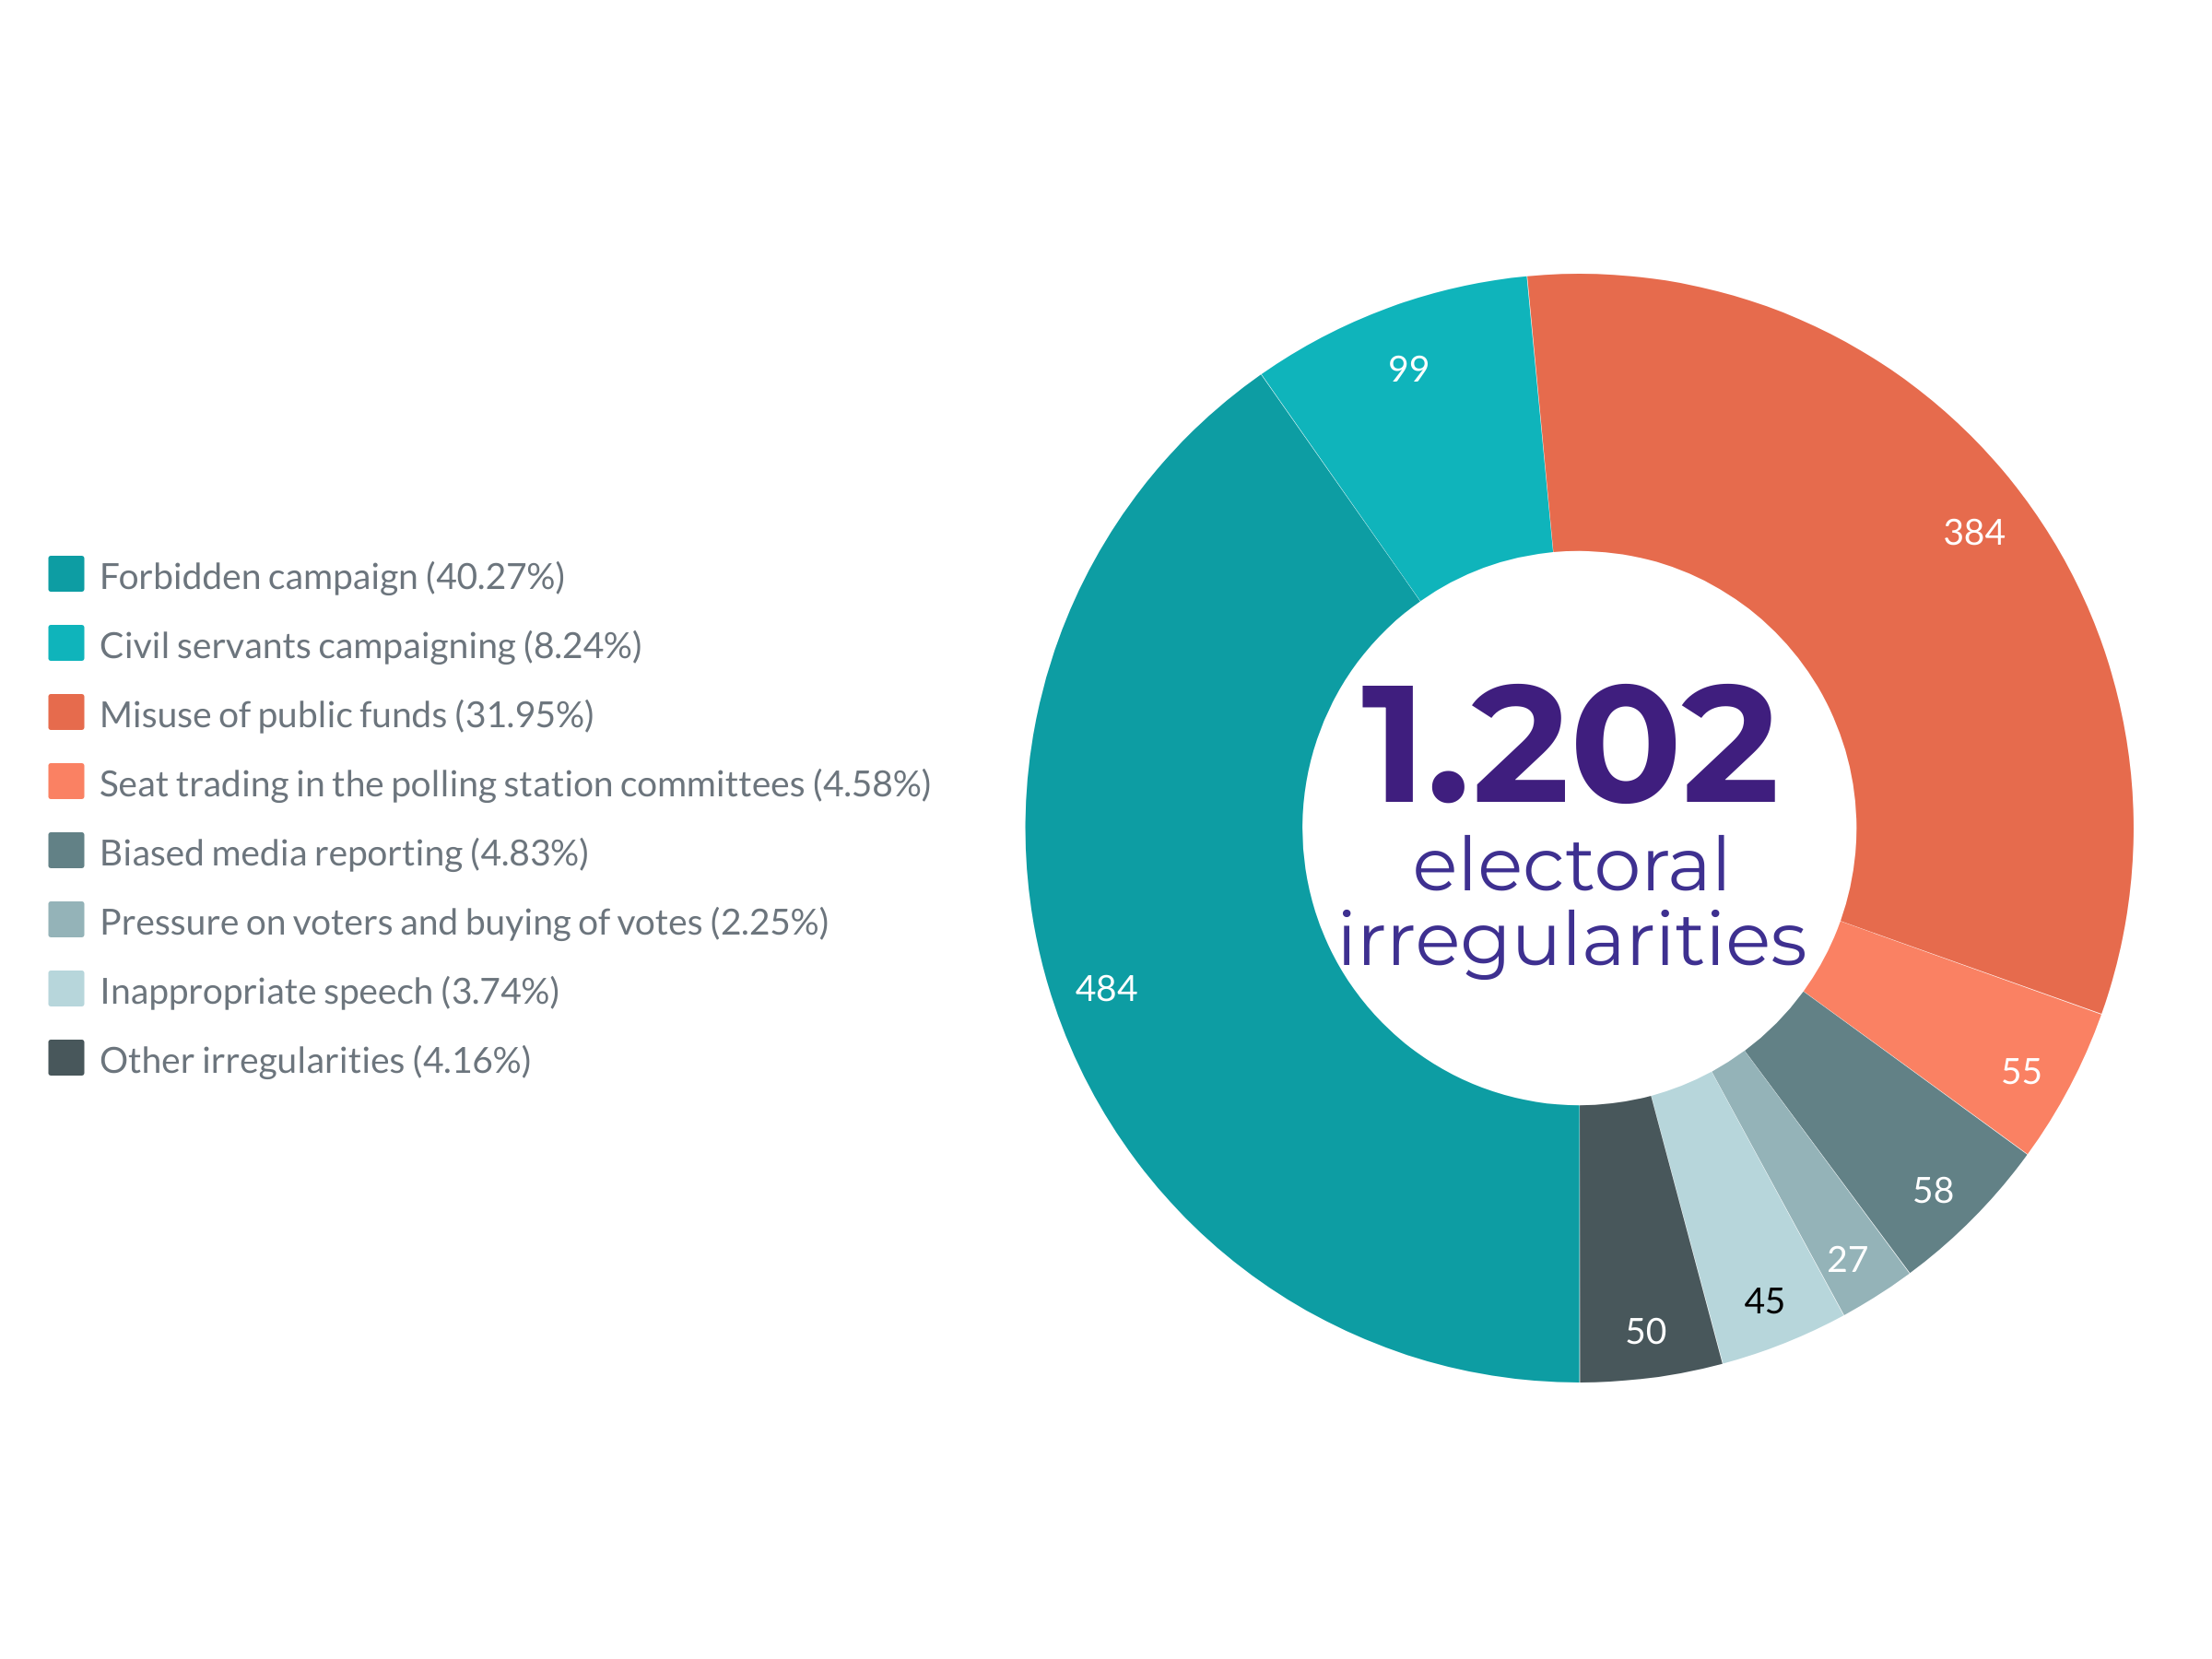 Forbidden campaign (40.27%)
Civil servants campaigning (8.24%)
Misuse of public funds (31.95%)
Seat trading in the polling station committees (4.58%)
Biased media reporting (4.83%)
Pressure on voters and buying of votes (2.25%)
Inappropriate speech (3.74%)
Other irregularities (4.16%)
99
384
1.202
electoral
irregularities
484
55
58
27
45
50